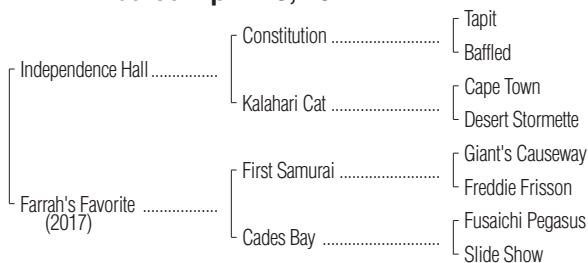 Tapit
Constitution
Baffled
Independence Hall
Cape Town
Kalahari Cat
Desert Stormette
Giant's Causeway
First Samurai
Freddie Frisson
Farrah's Favorite
(2017)
Fusaichi Pegasus
Cades Bay
Slide Show